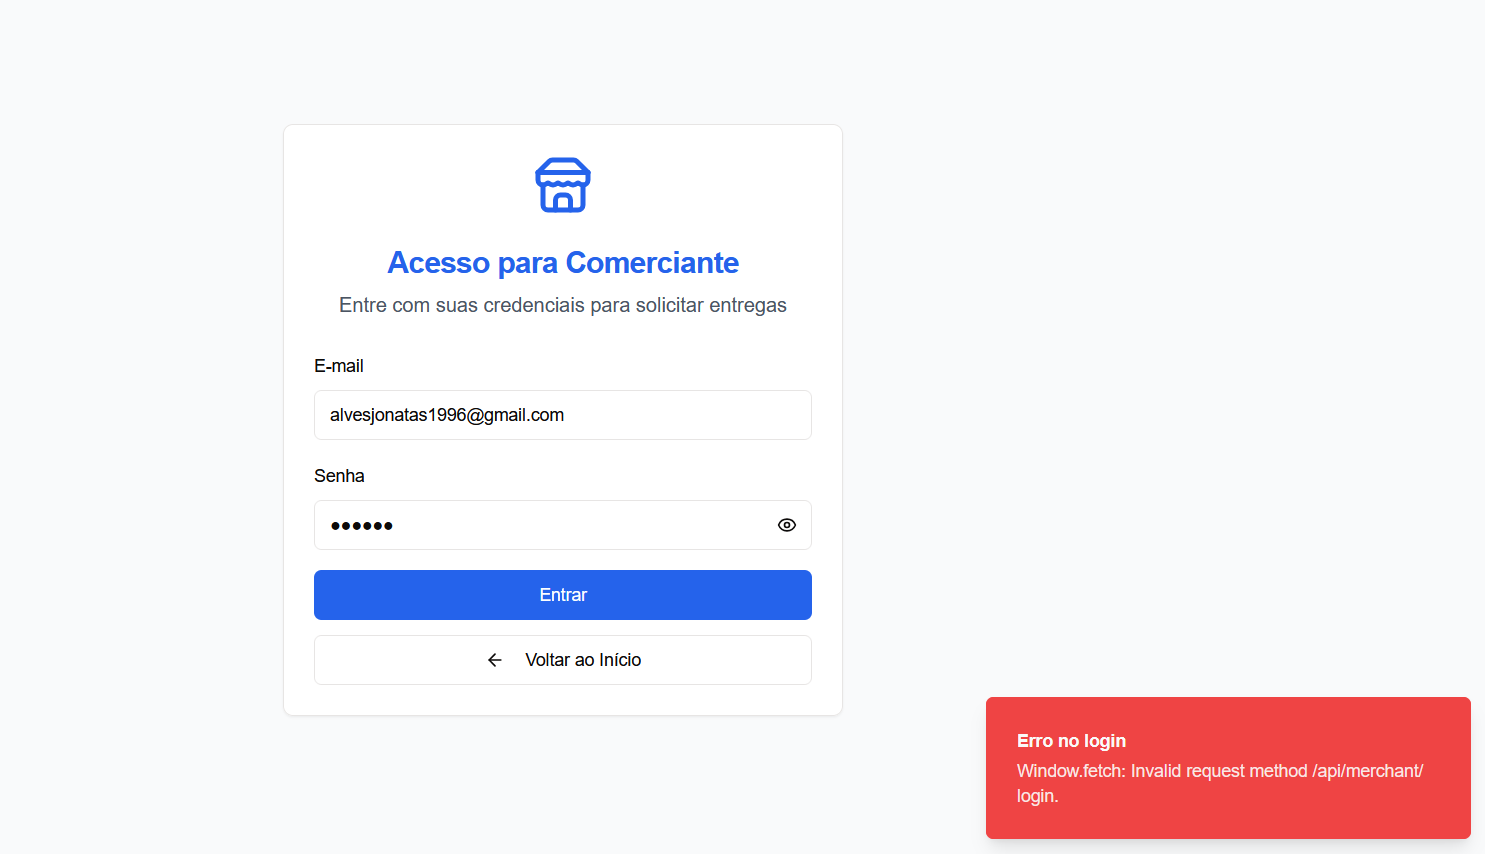 Acesso para Comerciante
Entre com suas credenciais para solicitar entregas
E-mail
alvesjonatas1996@gmail.com
Senha
••••••
Entrar
Voltar ao Início
Erro no login
Window.fetch: Invalid request method /api/merchant/
login.